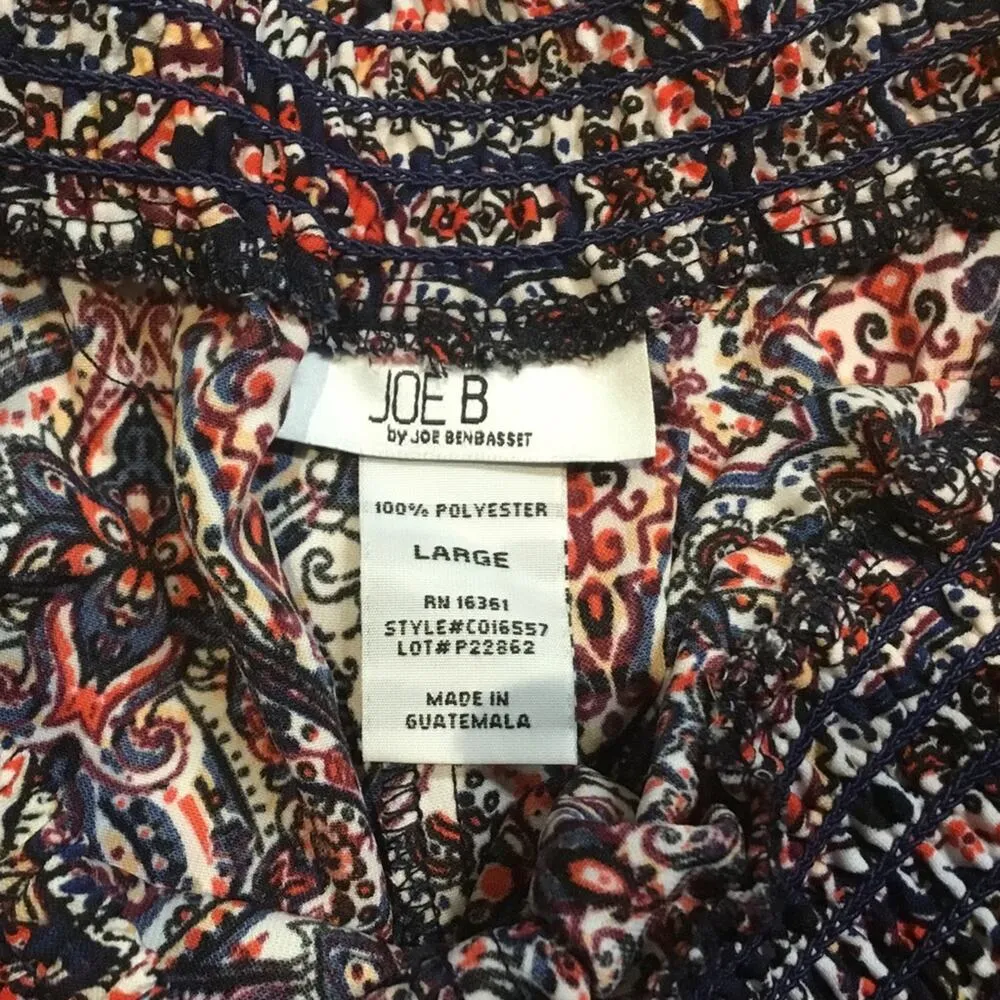 JOE B
by JOE BENBASSET
100% POLYESTER
LARGE
RN 16361
STYLE#C016557
LOT#P22862
MADE IN
GUATEMALA